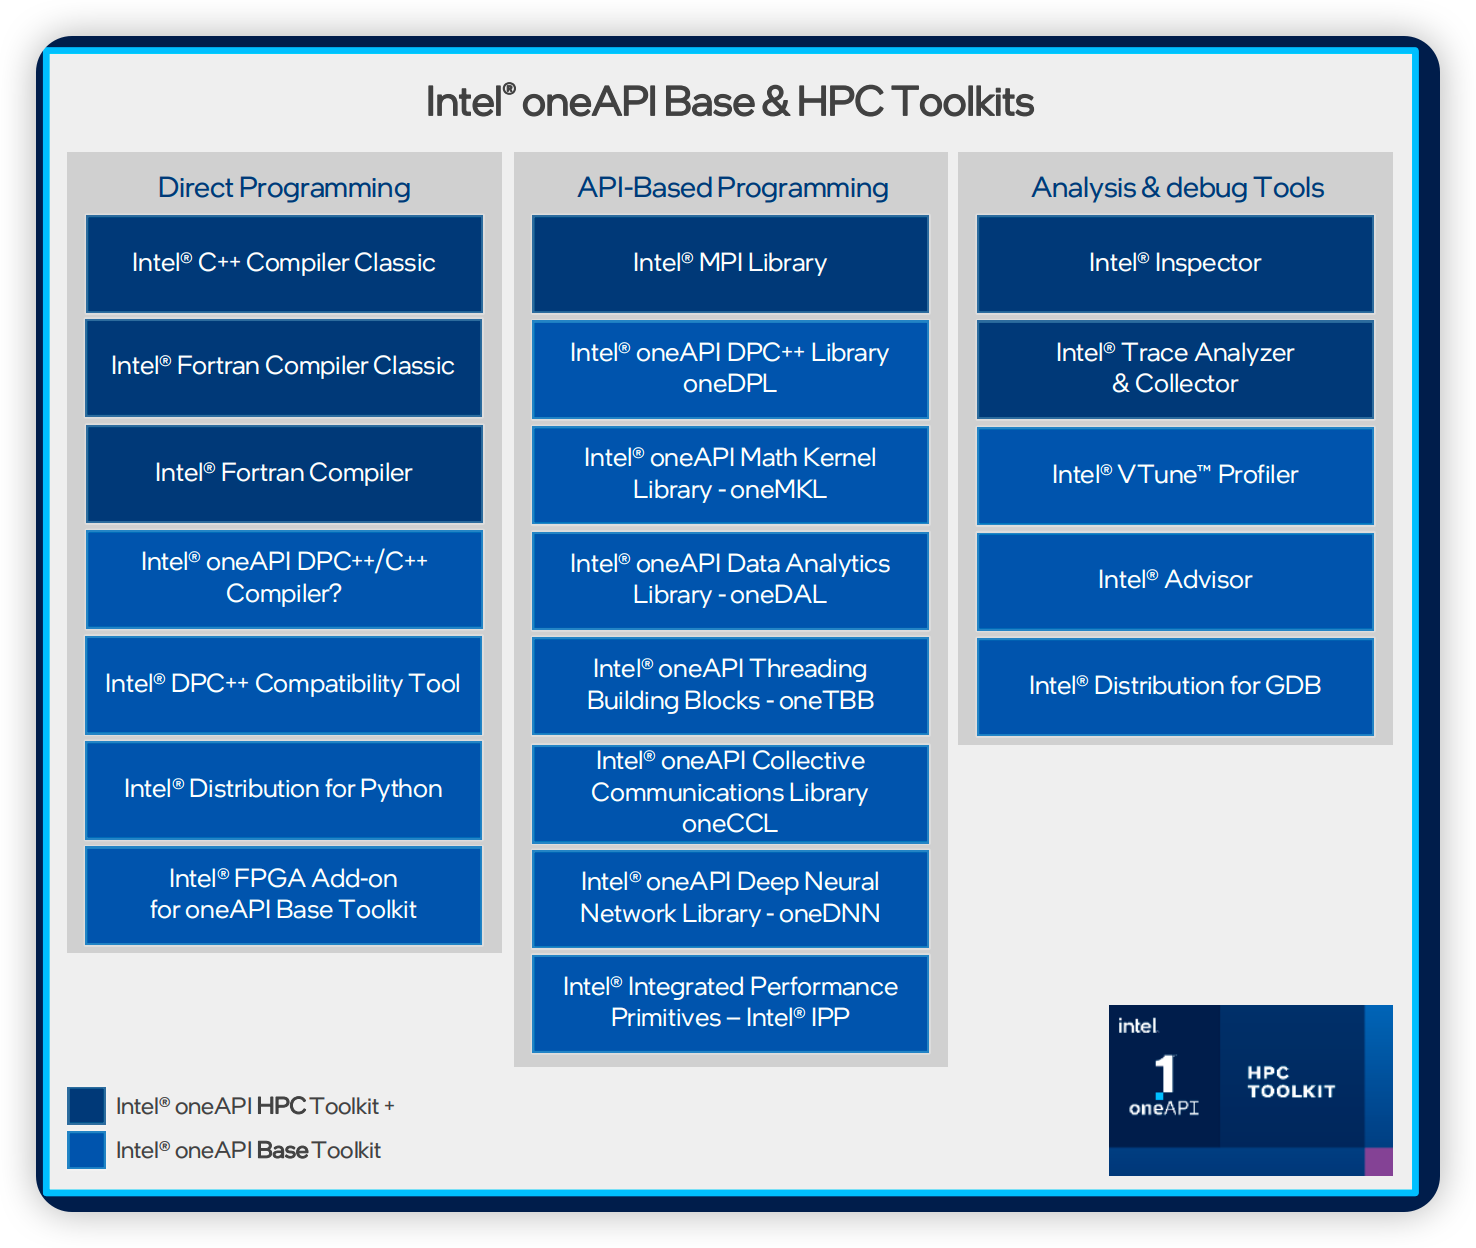 Intel® oneAPI Base & HPC Toolkits
Direct Programming
Intel® C++ Compiler Classic
Intel® Fortran Compiler Classic
Intel® Fortran Compiler
Intel® oneAPI DPC++/C++
Compiler?
Intel® DPC++ Compatibility Tool
Intel® Distribution for Python
Intel® FPGA Add-on
for oneAPI Base Toolkit
API-Based Programming
Intel® MPI Library
Intel® oneAPI DPC++ Library
oneDPL
Intel® oneAPI Math Kernel
Library - oneMKL
Intel® oneAPI Data Analytics
Library - oneDAL
Intel® oneAPI Threading
Building Blocks - oneTBB
Intel® oneAPI Collective
Communications Library
oneCCL
Intel® oneAPI Deep Neural
Network Library - oneDNN
Intel® Integrated Performance
Primitives – Intel® IPP
Analysis & debug Tools
Intel® Inspector
Intel® Trace Analyzer
& Collector
Intel® VTune™ Profiler
Intel® Advisor
Intel® Distribution for GDB
Intel® oneAPI HPC Toolkit +
Intel® oneAPI Base Toolkit
intel
1
oneAPI
HPC
TOOLKIT